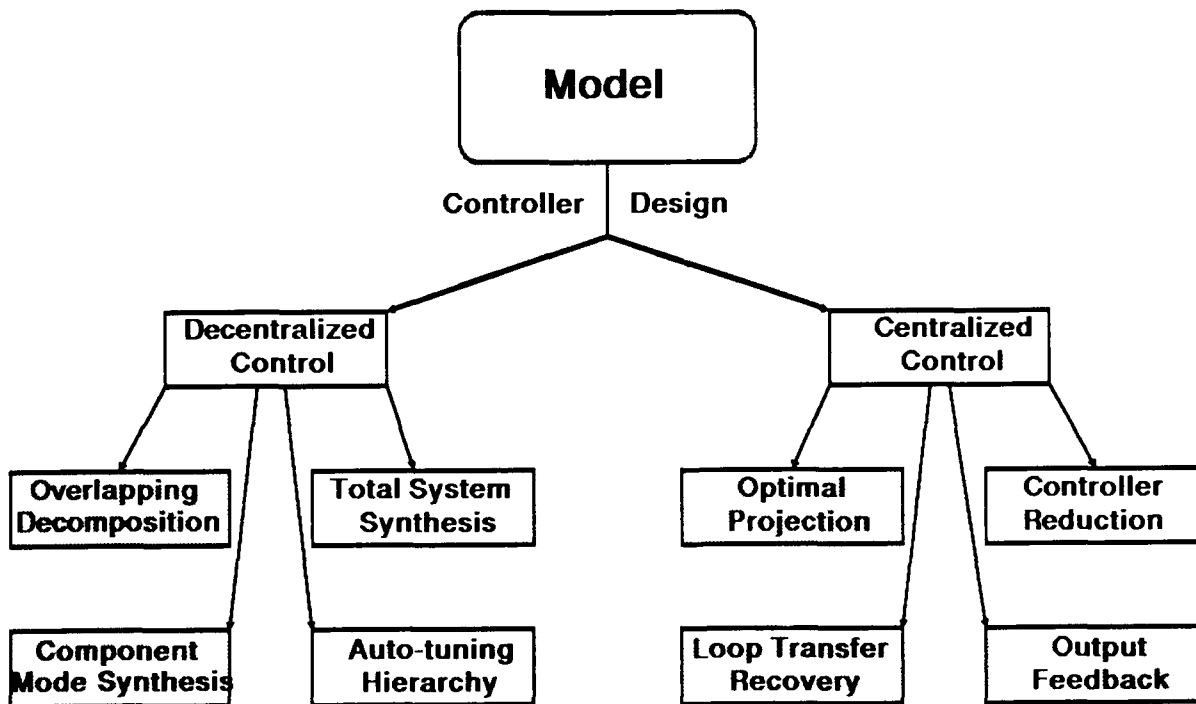 Model
Controller Design
Decentralized
Control
Centralized
Control
Overlapping
Decomposition
Total System
Synthesis
Optimal
Projection
Controller
Reduction
Component
Mode Synthesis
Auto-tuning
Hierarchy
Loop Transfer
Recovery
Output
Feedback